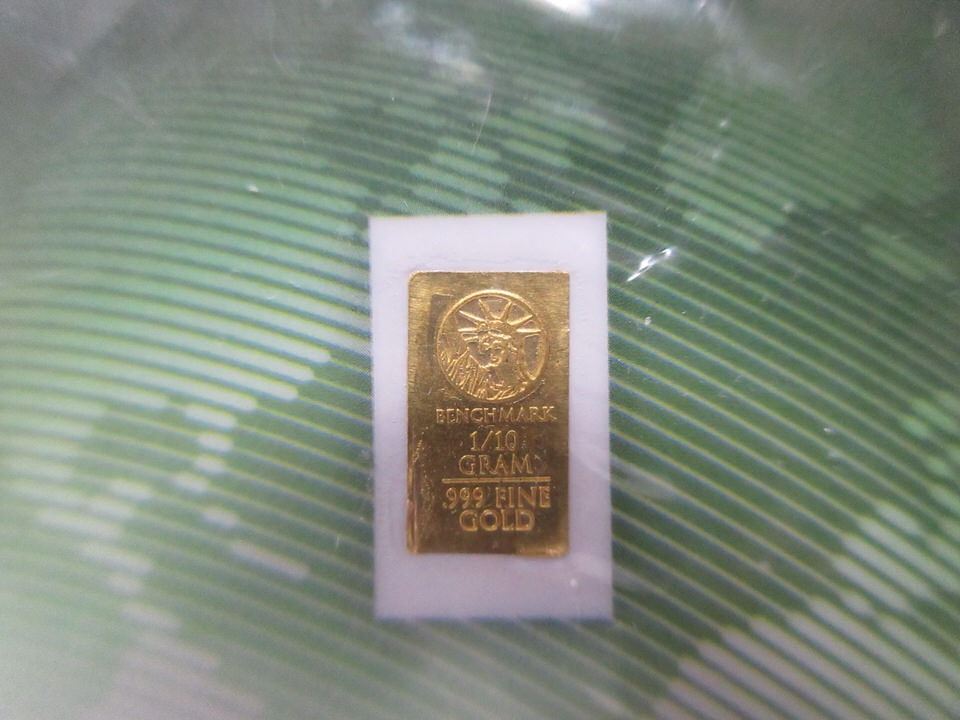 BENCHMARK
1/10
GRAM
999 FINE
GOLD